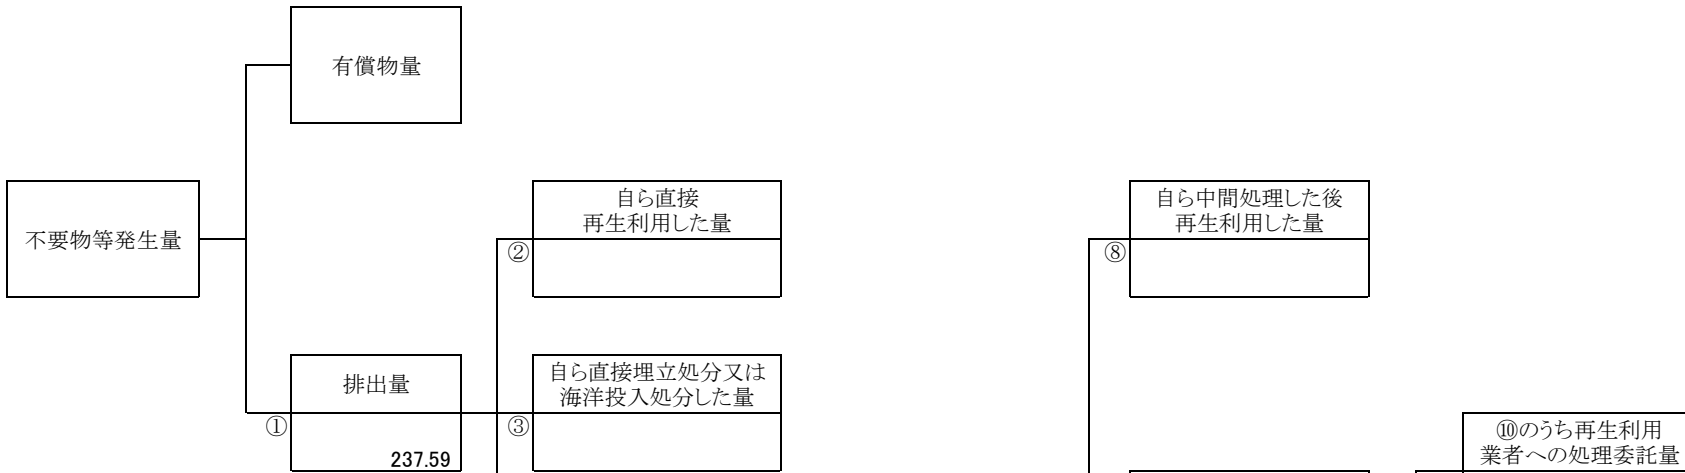 有償物量
不要物等発生量
自ら直接
再生利用した量
②
自ら中間処理した後
再生利用した量
⑧
排出量
①
237.59
自ら直接埋立処分又は
海洋投入処分した量
③
⑩のうち再生利用
業者への処理委託量